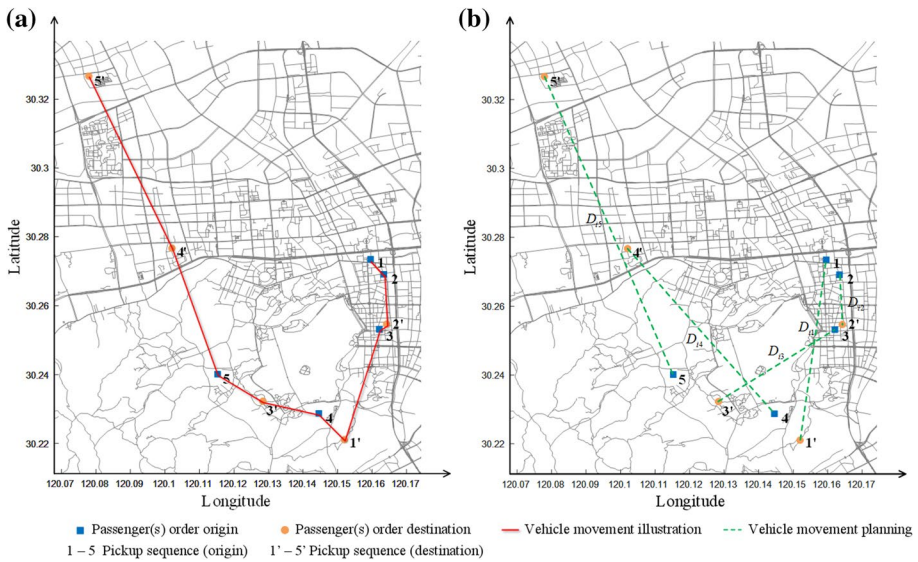 (a)
(b)
5'
5'
30.32
30.32
30.3
30.3
30.28
30.28
30.26
30.26
30.24
30.24
30.22
30.22
Latitude
Latitude
4'
1
2
2'
3
5
3'
4
1'
D_t5
4'
1
2
D_t2
2'
3
D_t1
D_t4
D_t3
5
3'
4
1'
120.07 120.08 120.09 120.1 120.11 120.12 120.13 120.14 120.15 120.16 120.17
120.07 120.08 120.09 120.1 120.11 120.12 120.13 120.14 120.15 120.16 120.17
Longitude
Longitude
Passenger(s) order origin
Passenger(s) order destination
Vehicle movement illustration
Vehicle movement planning
1 – 5 Pickup sequence (origin)
1’ – 5’ Pickup sequence (destination)